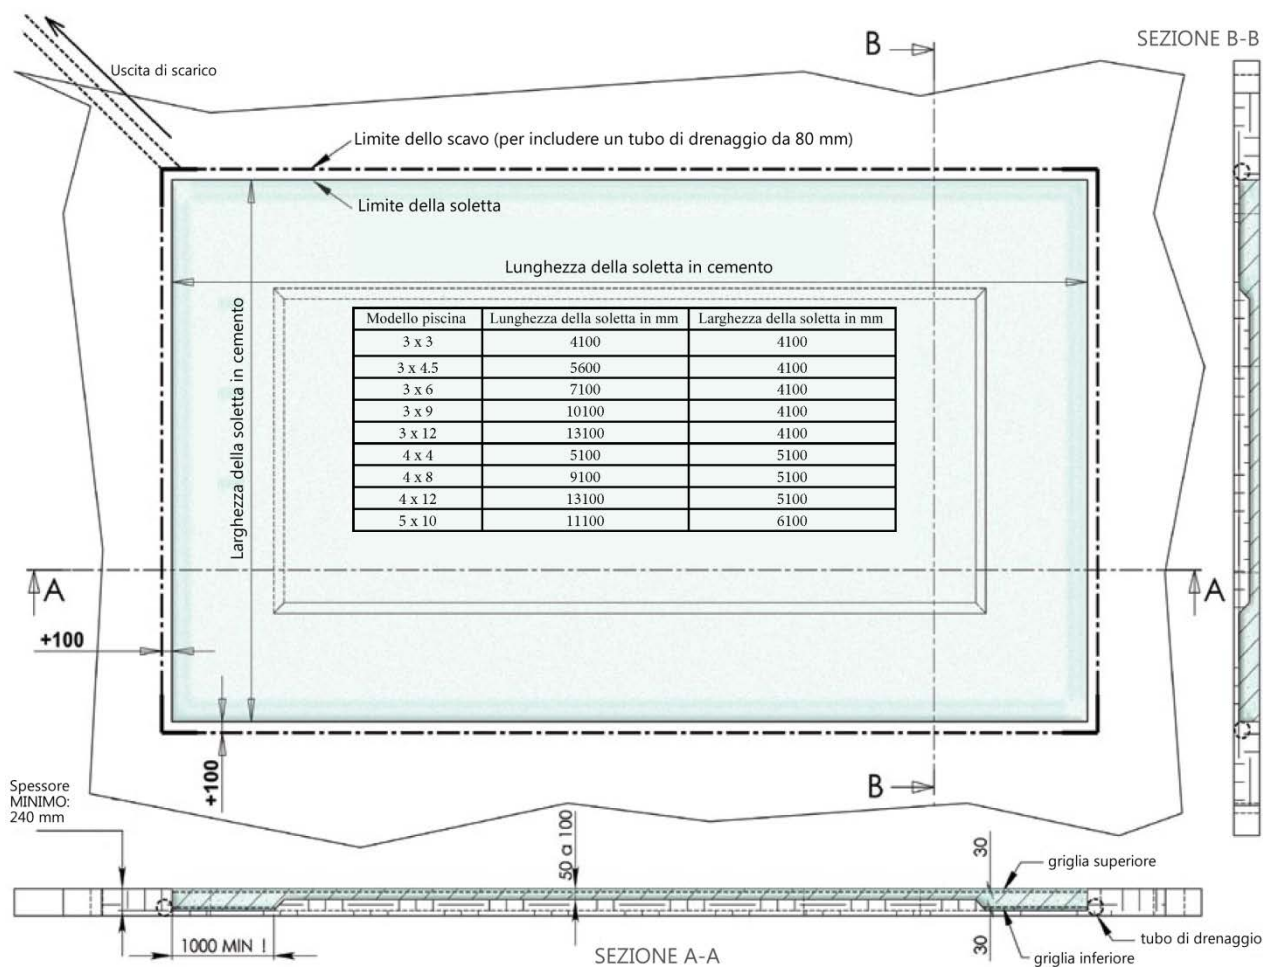 B
SEZIONE B-B
Uscita di scarico
Limite dello scavo (per includere un tubo di drenaggio da 80 mm)
Limite della soletta
Lunghezza della soletta in cemento
Larghezza della soletta in cemento
Modello piscina Lunghezza della soletta in mm Larghezza della soletta in mm
3 x 3 4100 4100
3 x 4.5 5600 4100
3 x 6 7100 4100
3 x 9 10100 4100
3 x 12 13100 4100
4 x 4 5100 5100
4 x 8 9100 5100
4 x 12 13100 5100
5 x 10 11100 6100
A
A
+100
+100
B
Spessore
MINIMO:
240 mm
50 a 100
30
griglia superiore
1000 MIN !
SEZIONE A-A
30
tubo di drenaggio
griglia inferiore